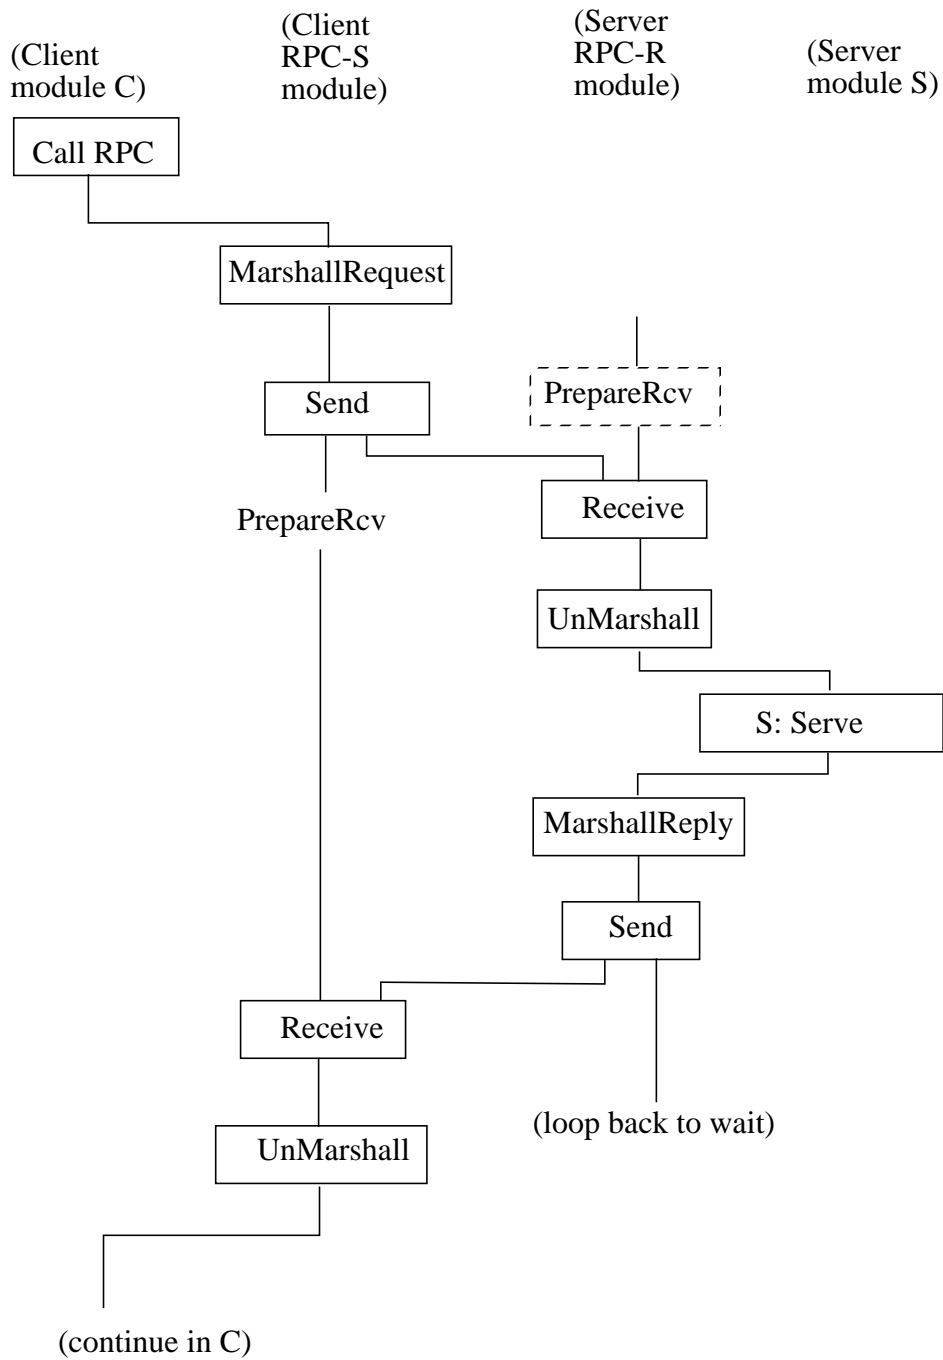 (Client
module C)
(Client
RPC-S
module)
(Server
RPC-R
module)
(Server
module S)
Call RPC
MarshallRequest
Send
PrepareRcv
PrepareRcv
Receive
UnMarshall
S: Serve
MarshallReply
Send
Receive
(loop back to wait)
UnMarshall
(continue in C)